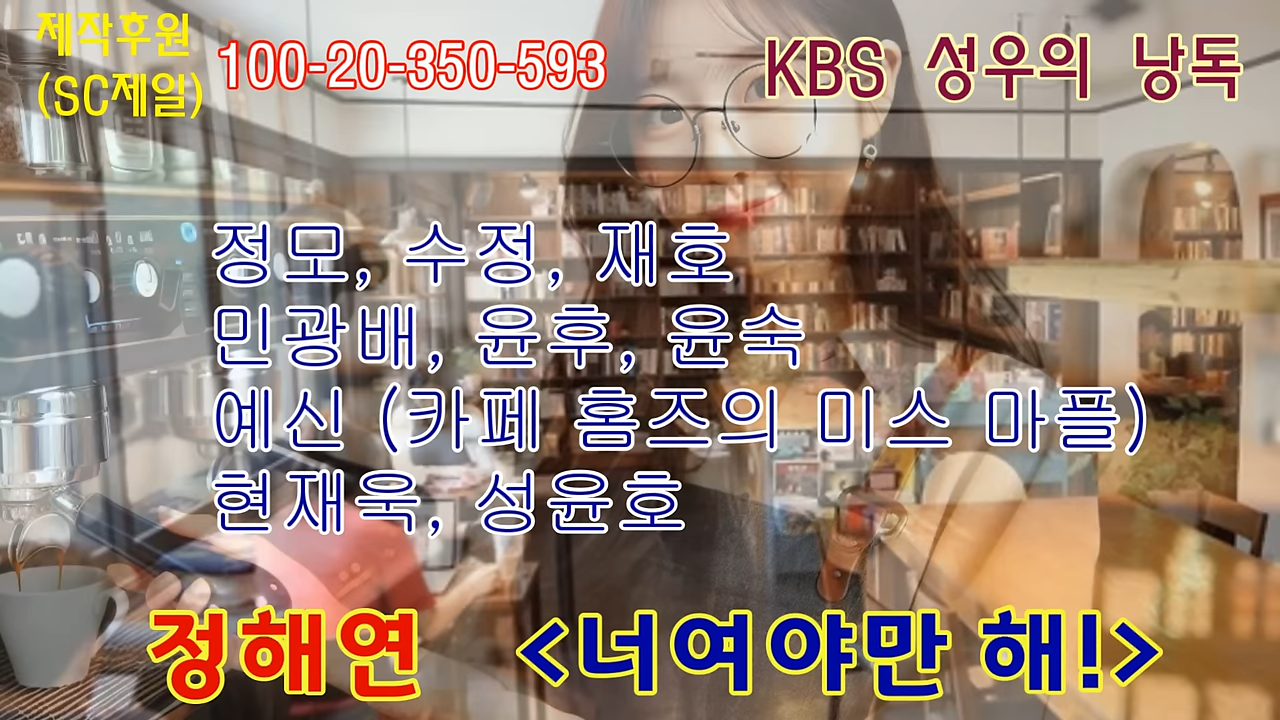 제작후원
(SC제일)
100-20-350-593
KBS 성우의 낭독
정모, 수정, 재호
민광배, 윤후, 윤숙
예신 (카페 홈즈의 미스 마플)
현재욱, 성윤호
정해연 <너여야만 해!>